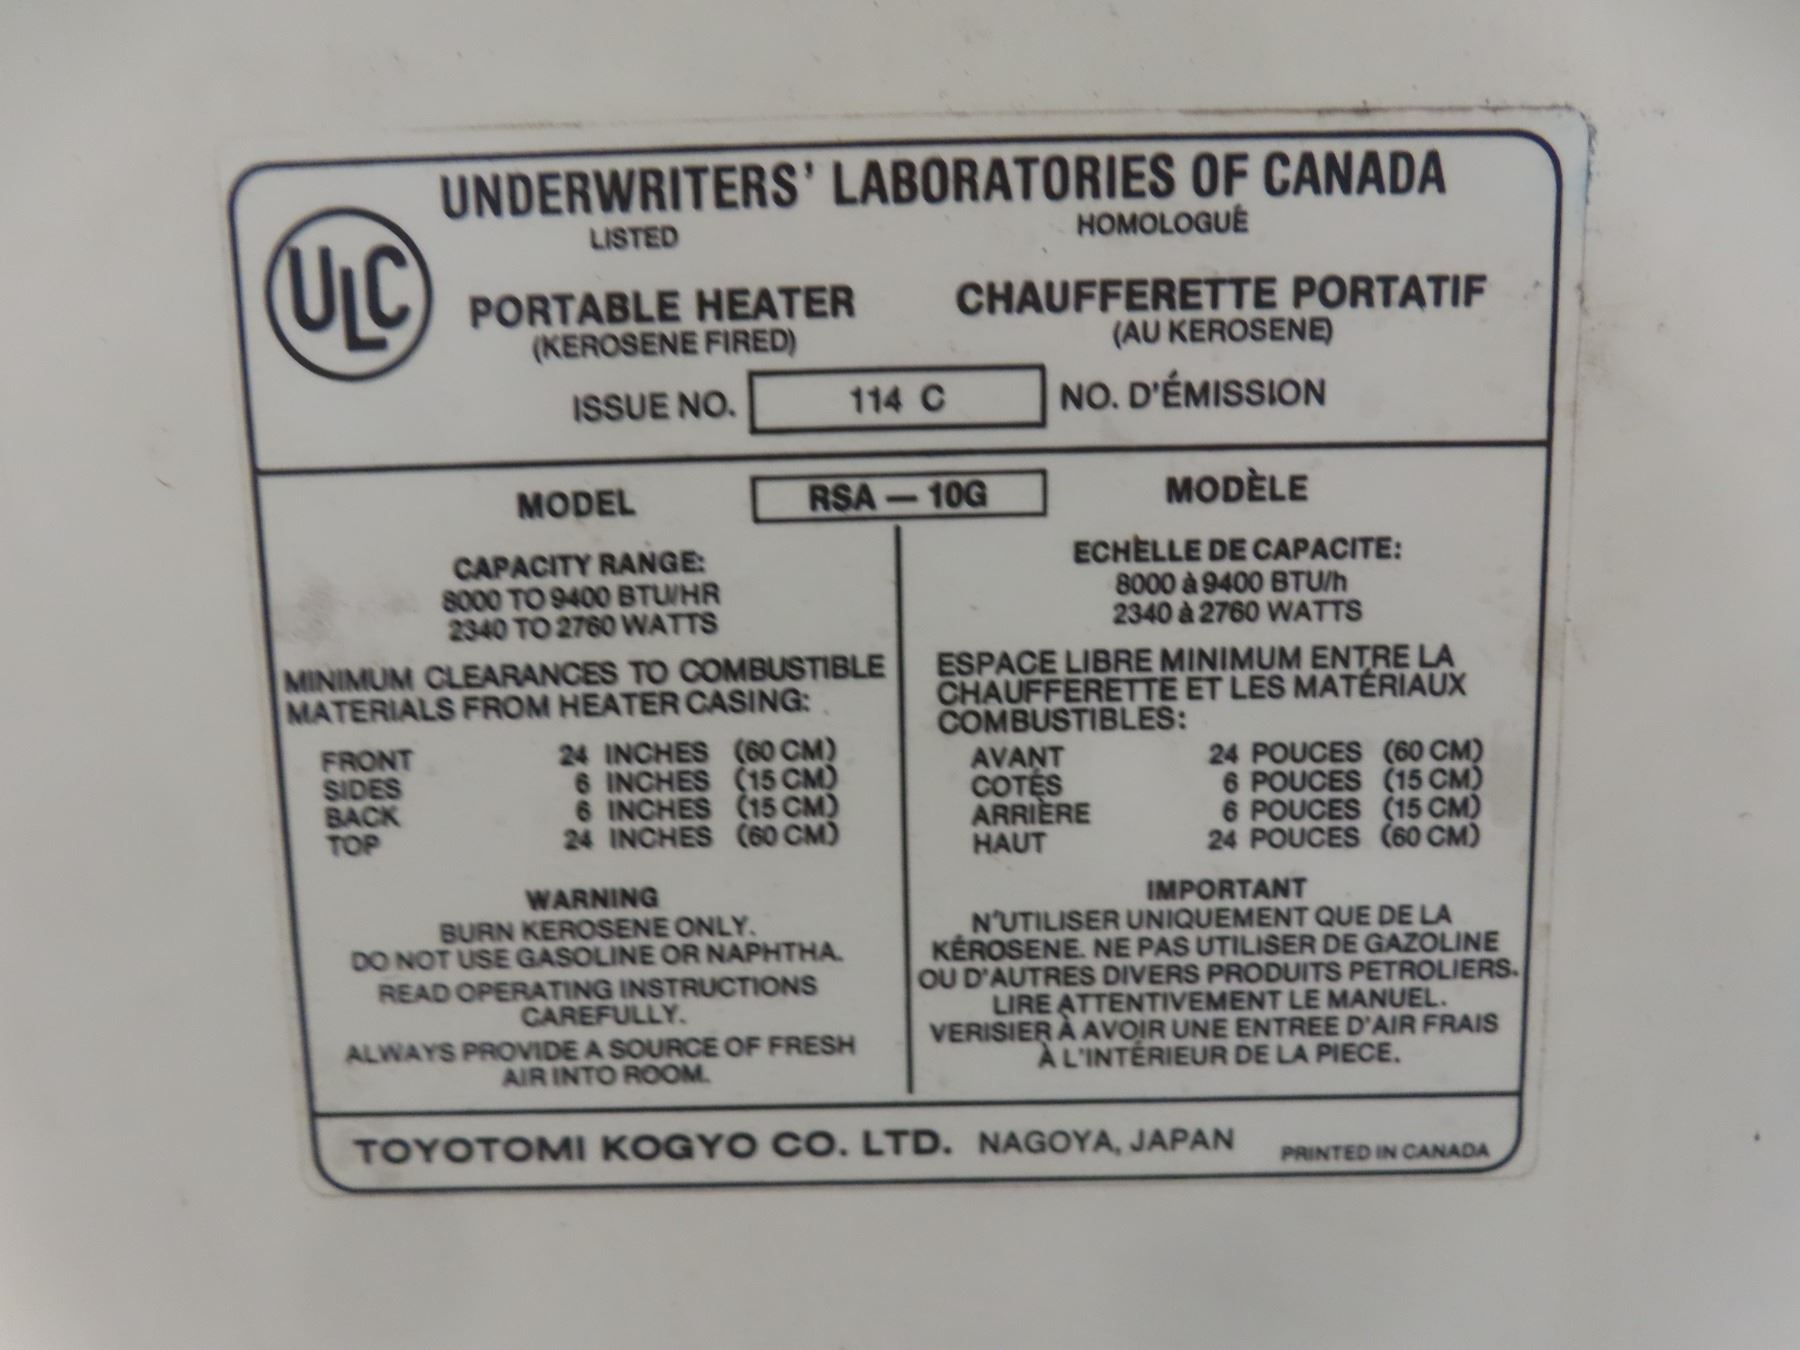 UNDERWRITERS' LABORATORIES OF CANADA
LISTED HOMOLOGUÉ
ULC
PORTABLE HEATER CHAUFFERETTE PORTATIF
(KEROSENE FIRED) (AU KEROSENE)
ISSUE NO. 114 C NO. D'ÉMISSION
MODEL RSA — 10G MODÈLE
CAPACITY RANGE:
8000 TO 9400 BTU/HR
2340 TO 2760 WATTS
MINIMUM CLEARANCES TO COMBUSTIBLE
MATERIALS FROM HEATER CASING:
FRONT 24 INCHES (60 CM)
SIDES 6 INCHES (15 CM)
BACK 6 INCHES (15 CM)
TOP 24 INCHES (60 CM)
WARNING
BURN KEROSENE ONLY.
DO NOT USE GASOLINE OR NAPHTHA.
READ OPERATING INSTRUCTIONS
CAREFULLY.
ALWAYS PROVIDE A SOURCE OF FRESH
AIR INTO ROOM.
ECHELLE DE CAPACITE:
8000 à 9400 BTU/h
2340 à 2760 WATTS
ESPACE LIBRE MINIMUM ENTRE LA
CHAUFFERETTE ET LES MATÉRIAUX
COMBUSTIBLES:
AVANT 24 POUCES (60 CM)
COTÉS 6 POUCES (15 CM)
ARRIÈRE 6 POUCES (15 CM)
HAUT 24 POUCES (60 CM)
IMPORTANT
N'UTILISER UNIQUEMENT QUE DE LA
KÉROSENE. NE PAS UTILISER DE GAZOLINE
OU D'AUTRES DIVERS PRODUITS PETROLIERS.
LIRE ATTENTIVEMENT LE MANUEL.
VERISIER À AVOIR UNE ENTREE D'AIR FRAIS
À L'INTÉRIEUR DE LA PIECE.
TOYOTOMI KOGYO CO. LTD. NAGOYA, JAPAN PRINTED IN CANADA